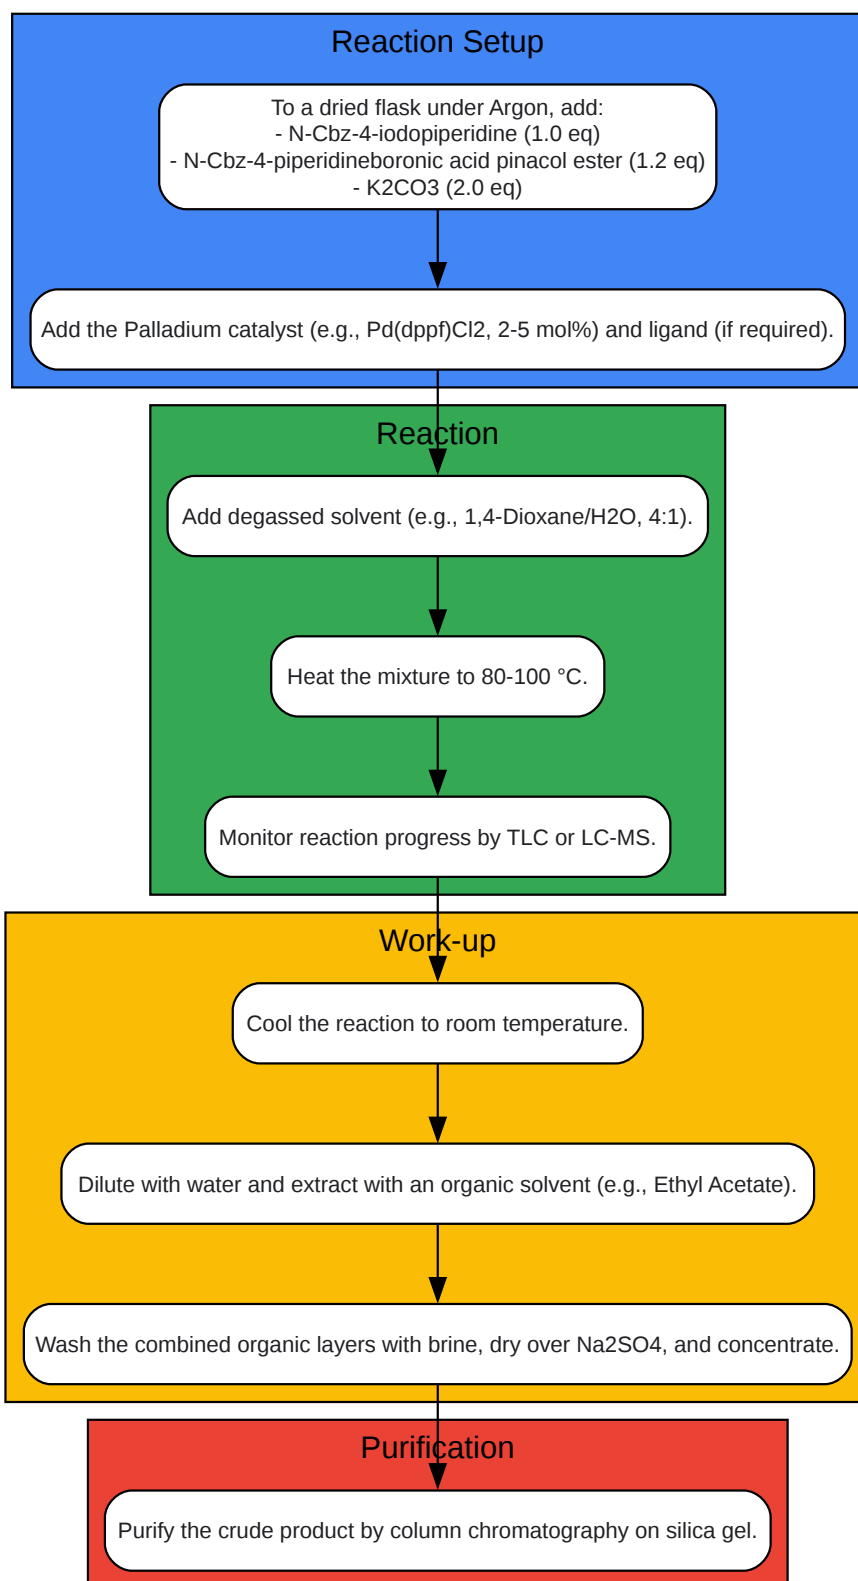 Reaction Setup
To a dried flask under Argon, add:
- N-Cbz-4-iodopiperidine (1.0 eq)
- N-Cbz-4-piperidineboronic acid pinacol ester (1.2 eq)
- K2CO3 (2.0 eq)
Add the Palladium catalyst (e.g., Pd(dppf)Cl2, 2-5 mol%) and ligand (if required).
Reaction
Add degassed solvent (e.g., 1,4-Dioxane/H2O, 4:1).
Heat the mixture to 80-100 °C.
Monitor reaction progress by TLC or LC-MS.
Work-up
Cool the reaction to room temperature.
Dilute with water and extract with an organic solvent (e.g., Ethyl Acetate).
Wash the combined organic layers with brine, dry over Na2SO4, and concentrate.
Purification
Purify the crude product by column chromatography on silica gel.